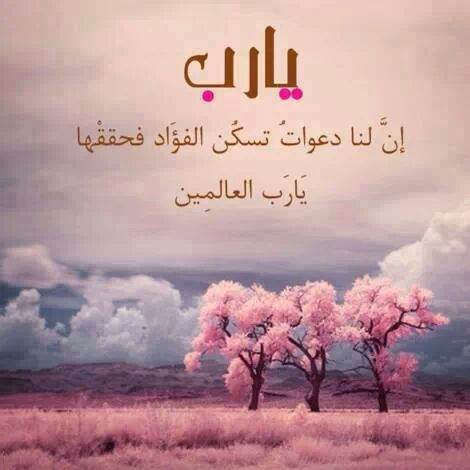 يارب
إنَّ لنا دعواتُ تسكُن الفؤَاد فحققْها
يَارَب العالمِين